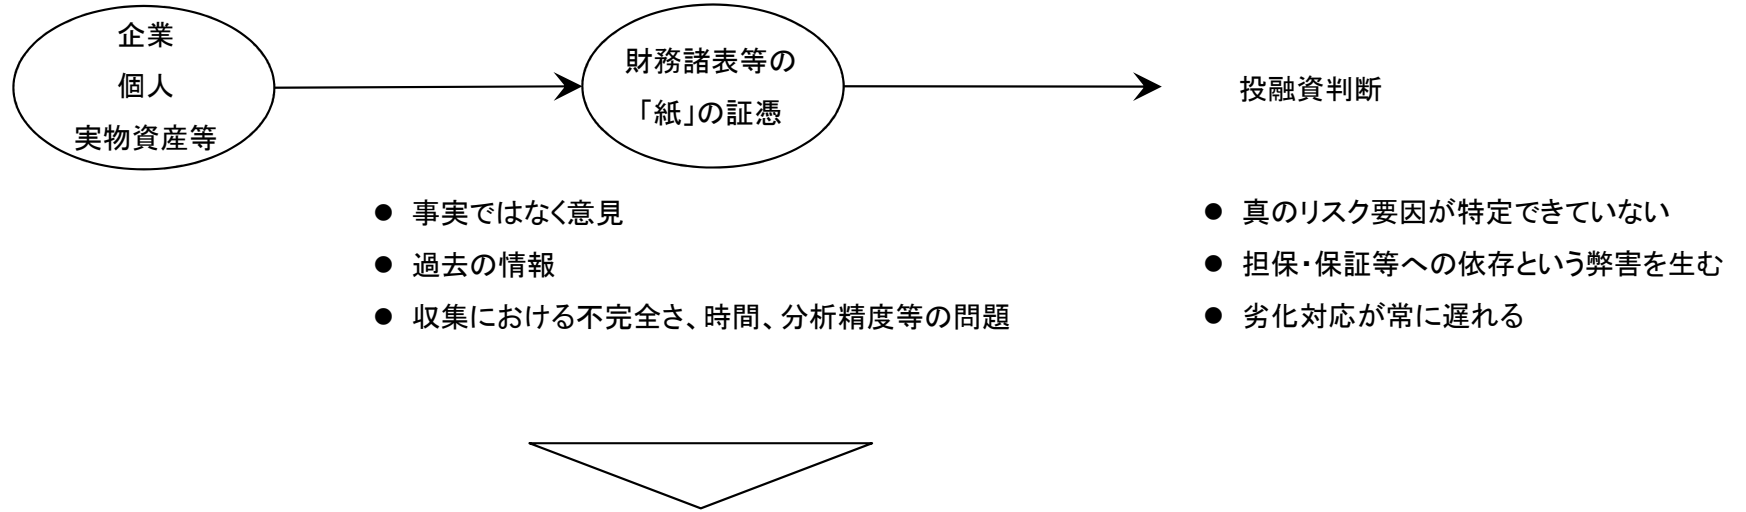 企業
個人
実物資産等
財務諸表等の
「紙」の証憑
投融資判断
● 事実ではなく意見
● 過去の情報
● 収集における不完全さ、時間、分析精度等の問題
● 真のリスク要因が特定できていない
● 担保・保証等への依存という弊害を生む
● 劣化対応が常に遅れる